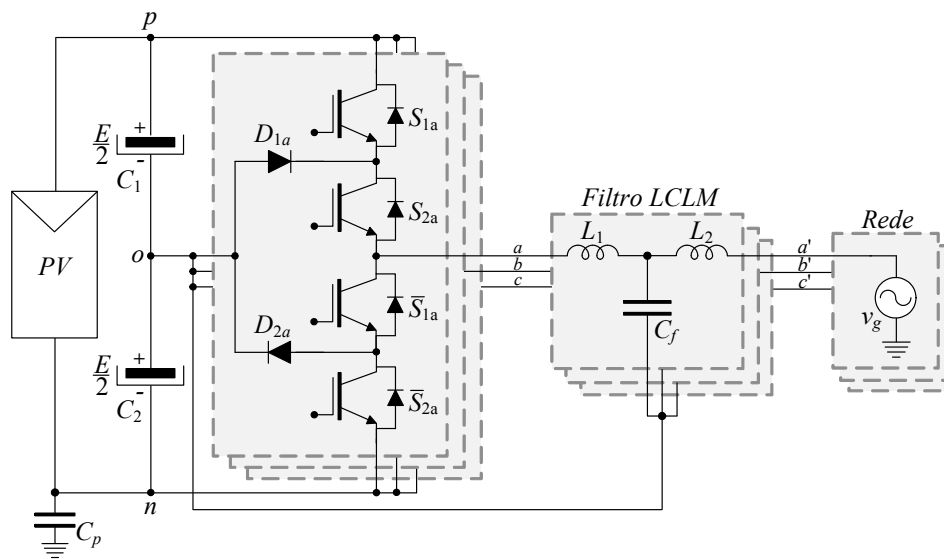 p
E/2
+
-
C1
D1a
S1a
S2a
Filtro LCLM
L1
L2
Rede
PV
o
a
b
c
a'
b'
c'
Cf
vg
D2a
S̅1a
E/2
+
-
C2
S̅2a
n
Cp